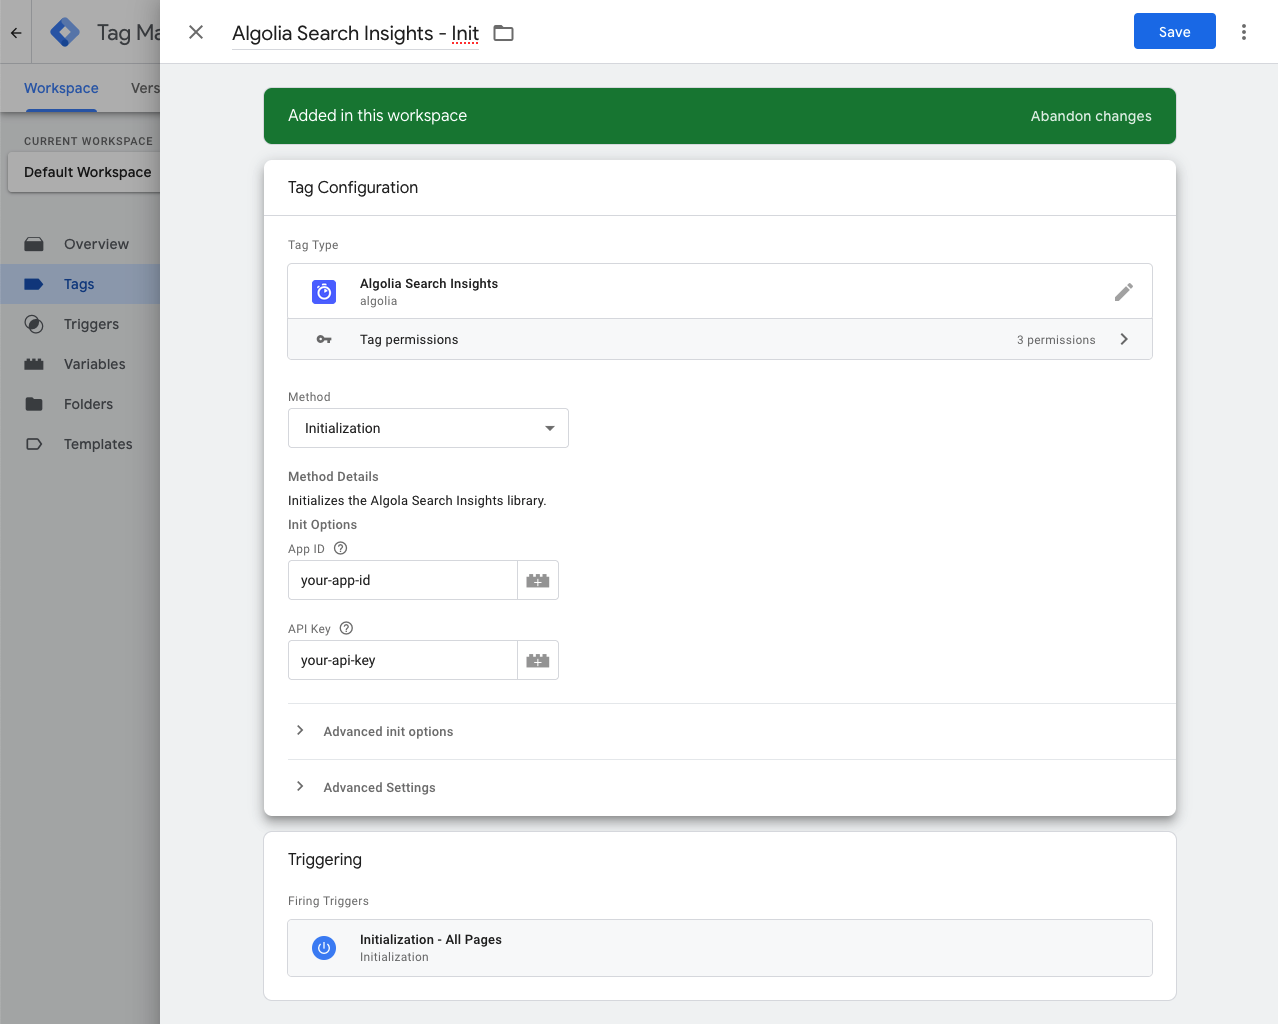 Tag Ma
Algolia Search Insights - Init
Save
Workspace
Vers
CURRENT WORKSPACE
Default Workspace
Overview
Tags
Triggers
Variables
Folders
Templates
Added in this workspace
Abandon changes
Tag Configuration
Tag Type
Algolia Search Insights
algolia
Tag permissions
3 permissions
Method
Initialization
Method Details
Initializes the Algola Search Insights library.
Init Options
App ID
your-app-id
API Key
your-api-key
Advanced init options
Advanced Settings
Triggering
Firing Triggers
Initialization - All Pages
Initialization